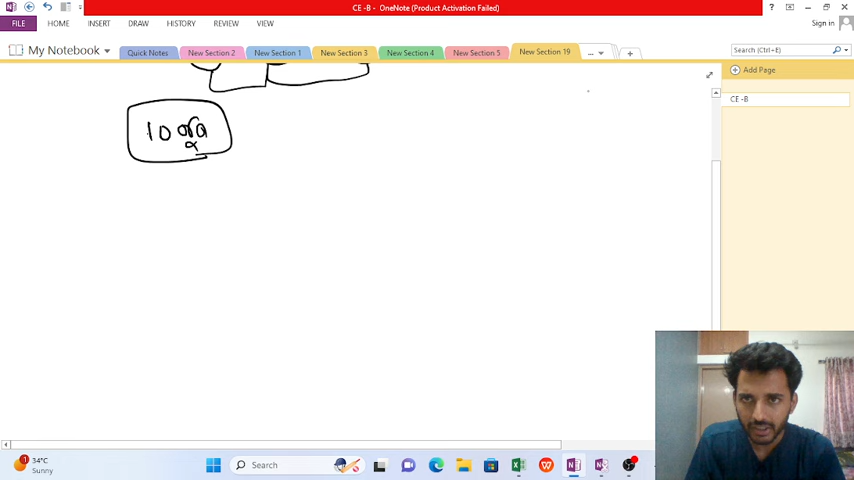 CE -B - OneNote (Product Activation Failed)
FILE HOME INSERT DRAW HISTORY REVIEW VIEW Sign in
My Notebook Quick Notes New Section 2 New Section 1 New Section 3 New Section 4 New Section 5 New Section 19 ... Search (Ctrl+E)
Add Page
CE -B
10
34°C
Sunny
Search